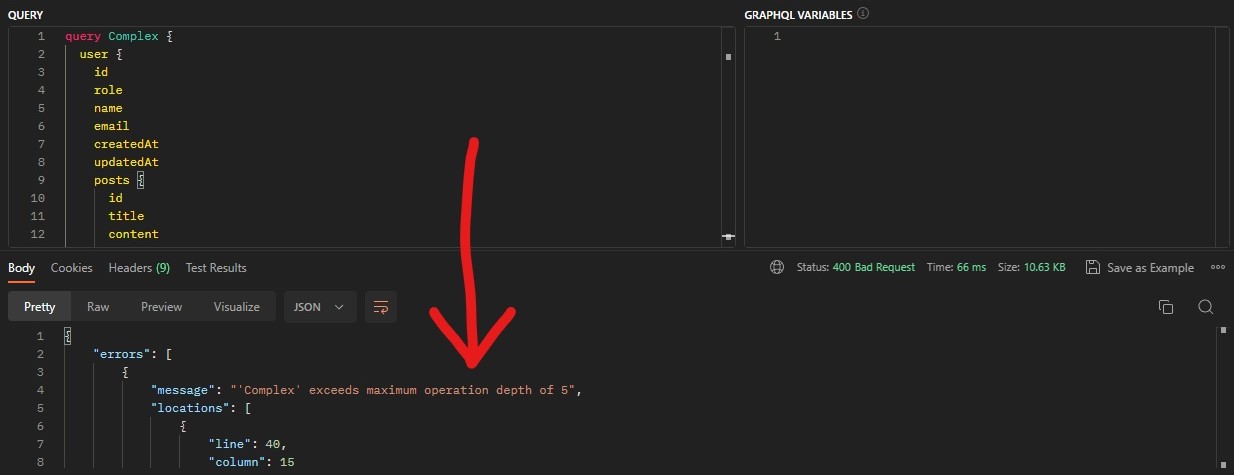 QUERY
1 query Complex {
2 user {
3 id
4 role
5 name
6 email
7 createdAt
8 updatedAt
9 posts {
10 id
11 title
12 content
GRAPHQL VARIABLES
1
Body Cookies Headers (9) Test Results
Status: 400 Bad Request Time: 66 ms Size: 10.63 KB Save as Example
Pretty Raw Preview Visualize JSON
1 {
2 "errors": [
3 {
4 "message": "'Complex' exceeds maximum operation depth of 5",
5 "locations": [
6 {
7 "line": 40,
8 "column": 15